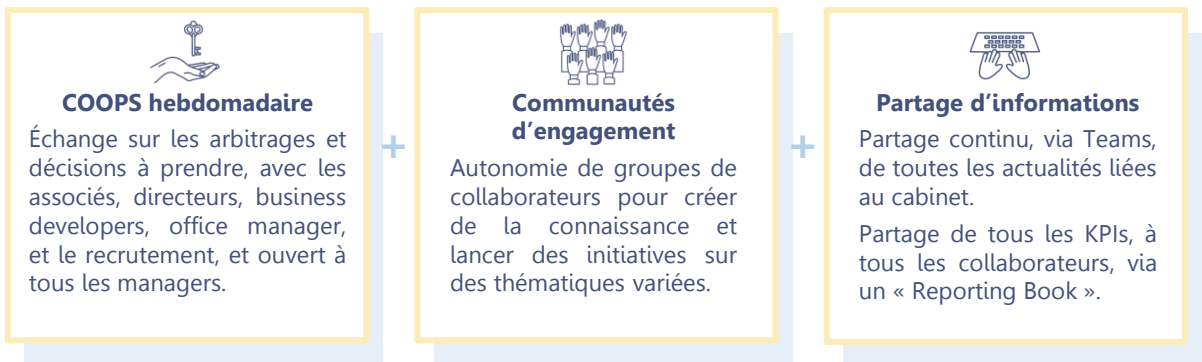 COOPS hebdomadaire
Échange sur les arbitrages et
décisions à prendre, avec les
associés, directeurs, business
developers, office manager,
et le recrutement, et ouvert à
tous les managers.
+
Communautés
d’engagement
Autonomie de groupes de
collaborateurs pour créer
de la connaissance et
lancer des initiatives sur
des thématiques variées.
+
Partage d’informations
Partage continu, via Teams,
de toutes les actualités liées
au cabinet.
Partage de tous les KPIs, à
tous les collaborateurs, via
un « Reporting Book ».